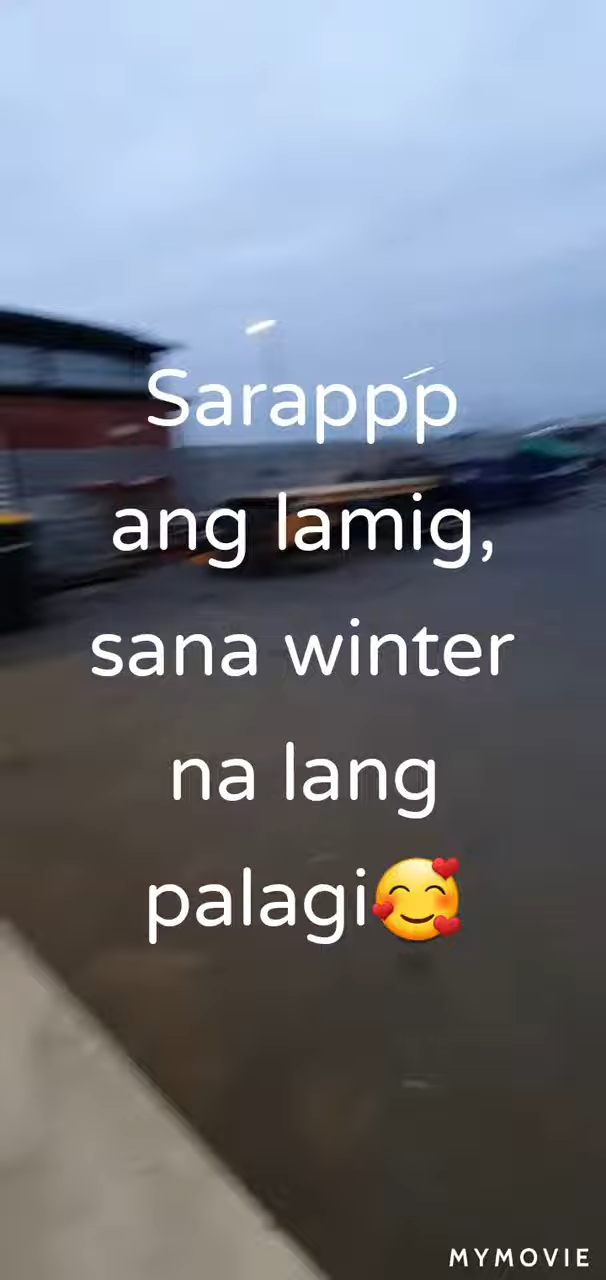 Sarappp
ang lamig,
sana winter
na lang
palagi🥰
MYMOVIE